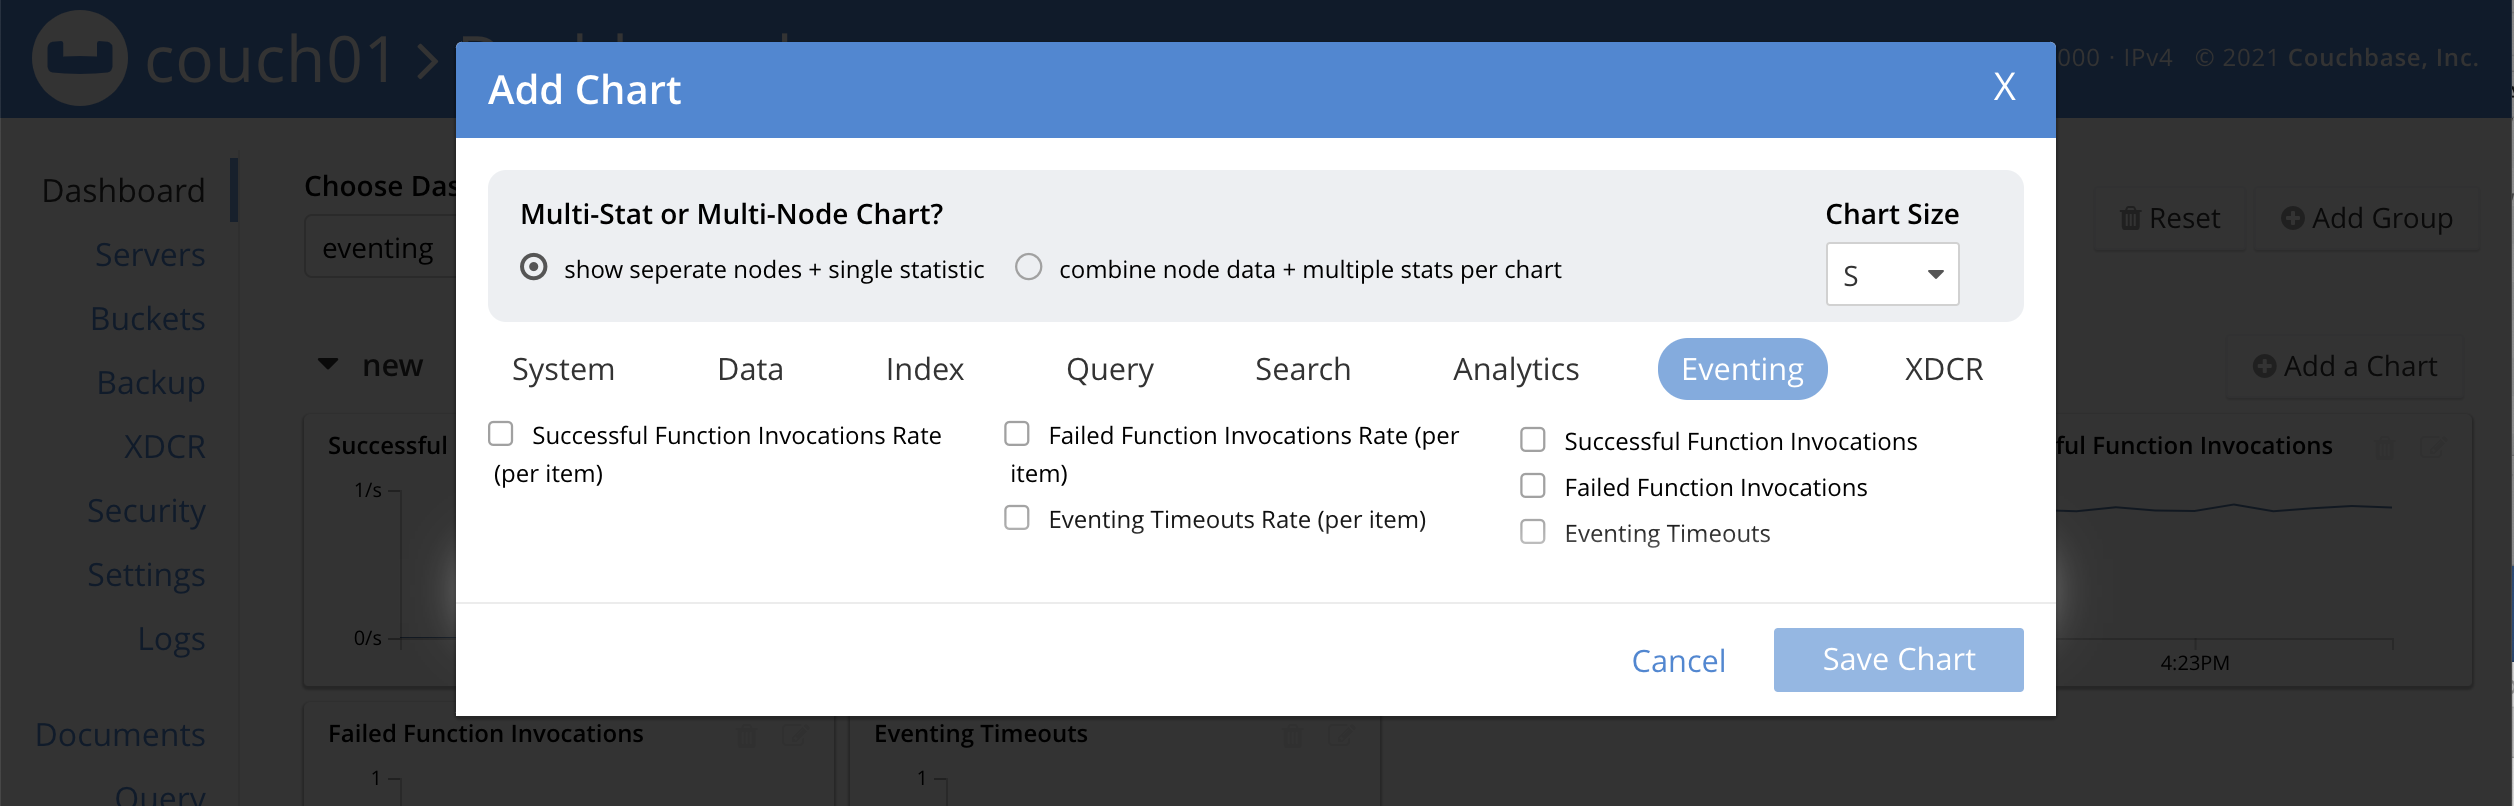 couch01 >
000 · IPv4 © 2021 Couchbase, Inc.
Add Chart
X
Dashboard
Servers
Buckets
Backup
XDCR
Security
Settings
Logs
Documents
Query
Choose Das
eventing
Reset
Add Group
new
Add a Chart
Multi-Stat or Multi-Node Chart?
show seperate nodes + single statistic
combine node data + multiple stats per chart
Chart Size
S
System
Data
Index
Query
Search
Analytics
Eventing
XDCR
Successful Function Invocations Rate
(per item)
Failed Function Invocations Rate (per
item)
Eventing Timeouts Rate (per item)
Successful Function Invocations
Failed Function Invocations
Eventing Timeouts
Cancel
Save Chart
Successful
1/s
0/s
ful Function Invocations
4:23PM
Failed Function Invocations
1
Eventing Timeouts
1